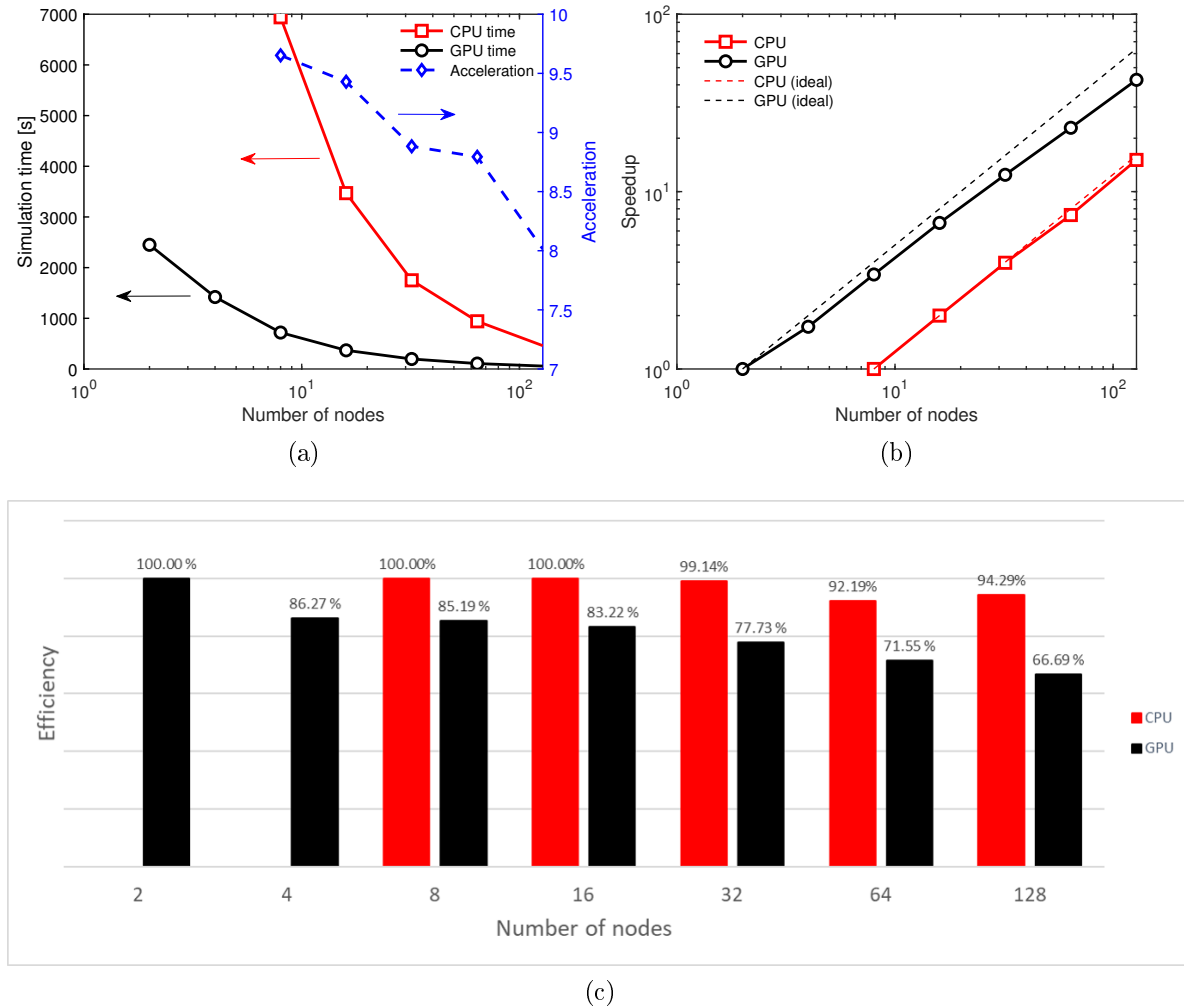 7000
6000
5000
4000
3000
2000
1000
0
Simulation time [s]
CPU time
GPU time
Acceleration
10
9.5
9
8.5
8
7.5
7
Acceleration
10^0
10^1
10^2
Number of nodes
(a)
10^2
10^1
10^0
Speedup
CPU
GPU
CPU (ideal)
GPU (ideal)
10^0
10^1
10^2
Number of nodes
(b)
Efficiency
100.00 %
86.27 %
100.00%
85.19 %
100.00%
83.22 %
99.14%
77.73 %
92.19%
71.55 %
94.29%
66.69 %
CPU
GPU
2
4
8
16
32
64
128
Number of nodes
(c)